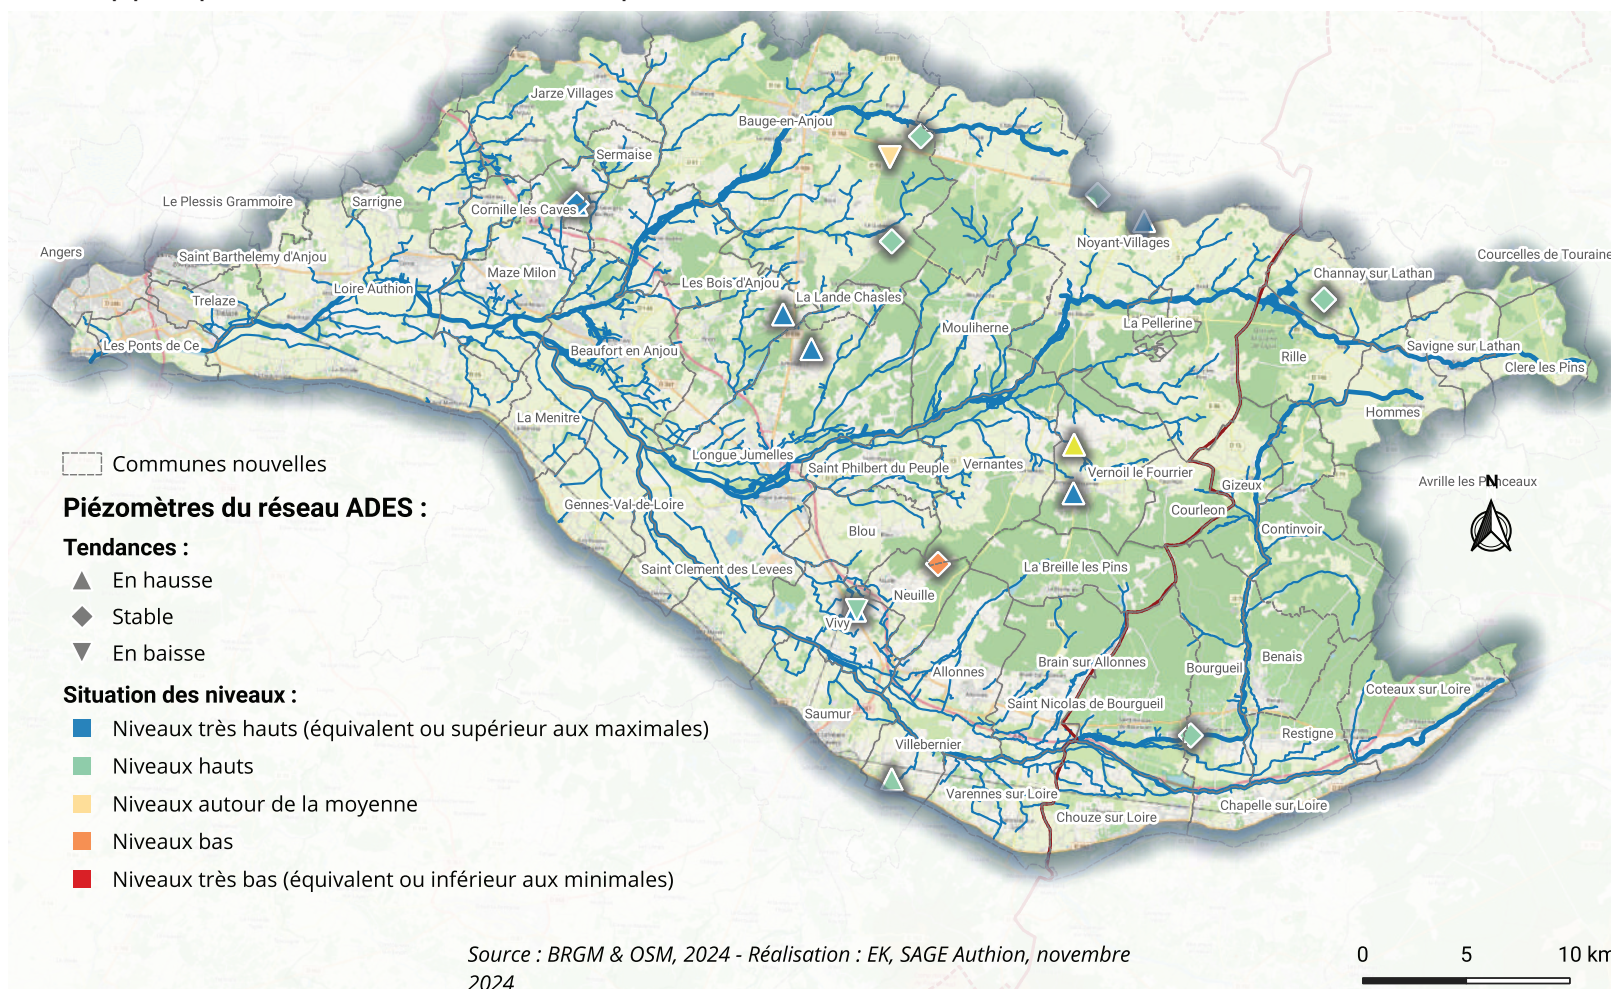 Jarze Villages
Bauge-en-Anjou
Sermaise
Le Plessis Grammoire
Sarrigne
Cornille les Caves
Angers
Saint Barthelemy d'Anjou
Noyant-Villages
Courcelles de Touraine
Maze Milon
Channay sur Lathan
Loire Authion
Les Bois d'Anjou
La Lande Chasles
Trelaze
Trelaze
Mouliherne
La Pellerine
Les Ponts de Ce
Beaufort en Anjou
Rille
Savigne sur Lathan
Clere les Pins
La Menitre
Hommes
Longue Jumelles
Saint Philbert du Peuple
Vernantes
Vernoil le Fourrier
Gizeux
Avrille les Ponceaux
N
Gennes-Val-de-Loire
Courleon
Blou
Continvoir
Saint Clement des Levees
La Breille les Pins
Neuille
Vivy
Allonnes
Brain sur Allonnes
Bourgueil
Benais
Saint Nicolas de Bourgueil
Coteaux sur Loire
Saumur
Villebernier
Restigne
Varennes sur Loire
Chapelle sur Loire
Chouze sur Loire
Communes nouvelles
Piézomètres du réseau ADES :
Tendances :
En hausse
Stable
En baisse
Situation des niveaux :
Niveaux très hauts (équivalent ou supérieur aux maximales)
Niveaux hauts
Niveaux autour de la moyenne
Niveaux bas
Niveaux très bas (équivalent ou inférieur aux minimales)
Source : BRGM & OSM, 2024 - Réalisation : EK, SAGE Authion, novembre
2024
0 5 10 km